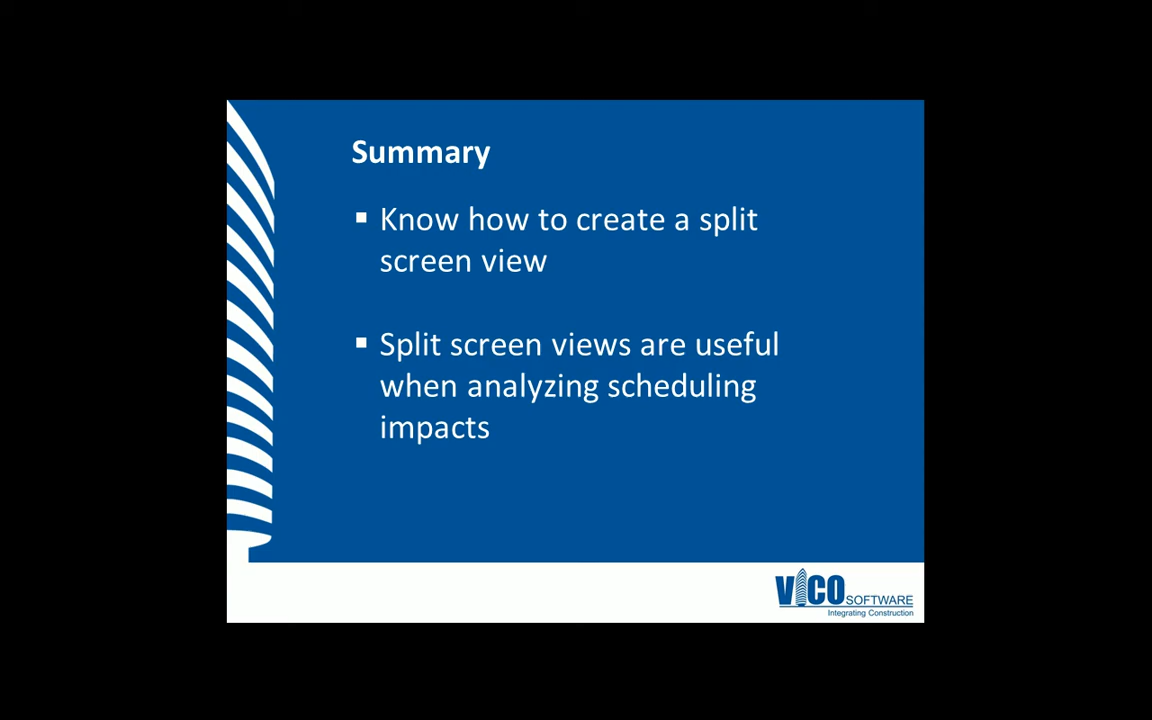 Summary
▪ Know how to create a split
screen view
▪ Split screen views are useful
when analyzing scheduling
impacts
VICO SOFTWARE
Integrating Construction